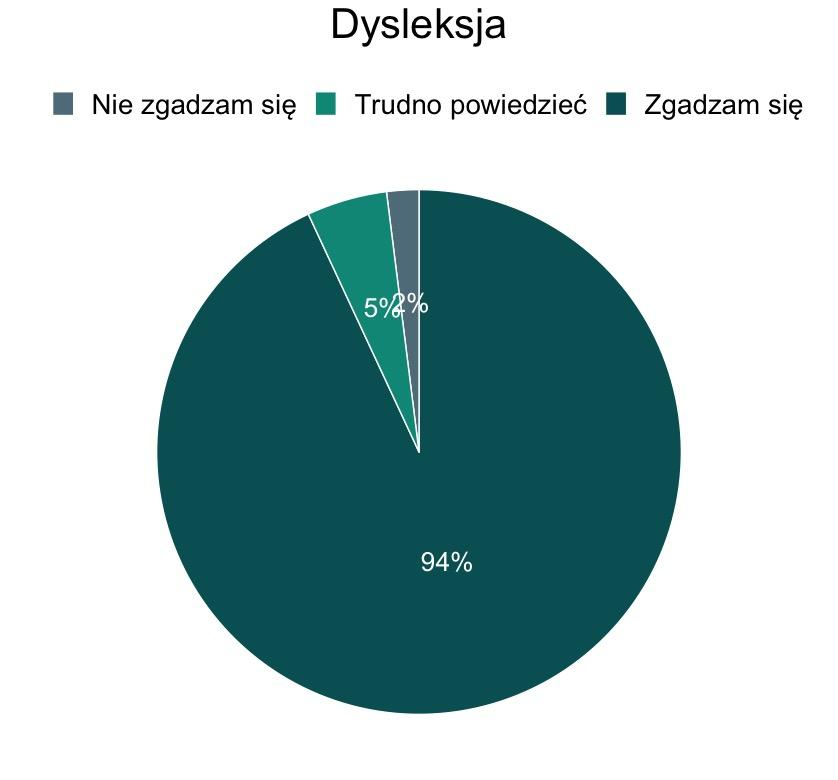 Dysleksja
Nie zgadzam się Trudno powiedzieć Zgadzam się
5% 2%
94%